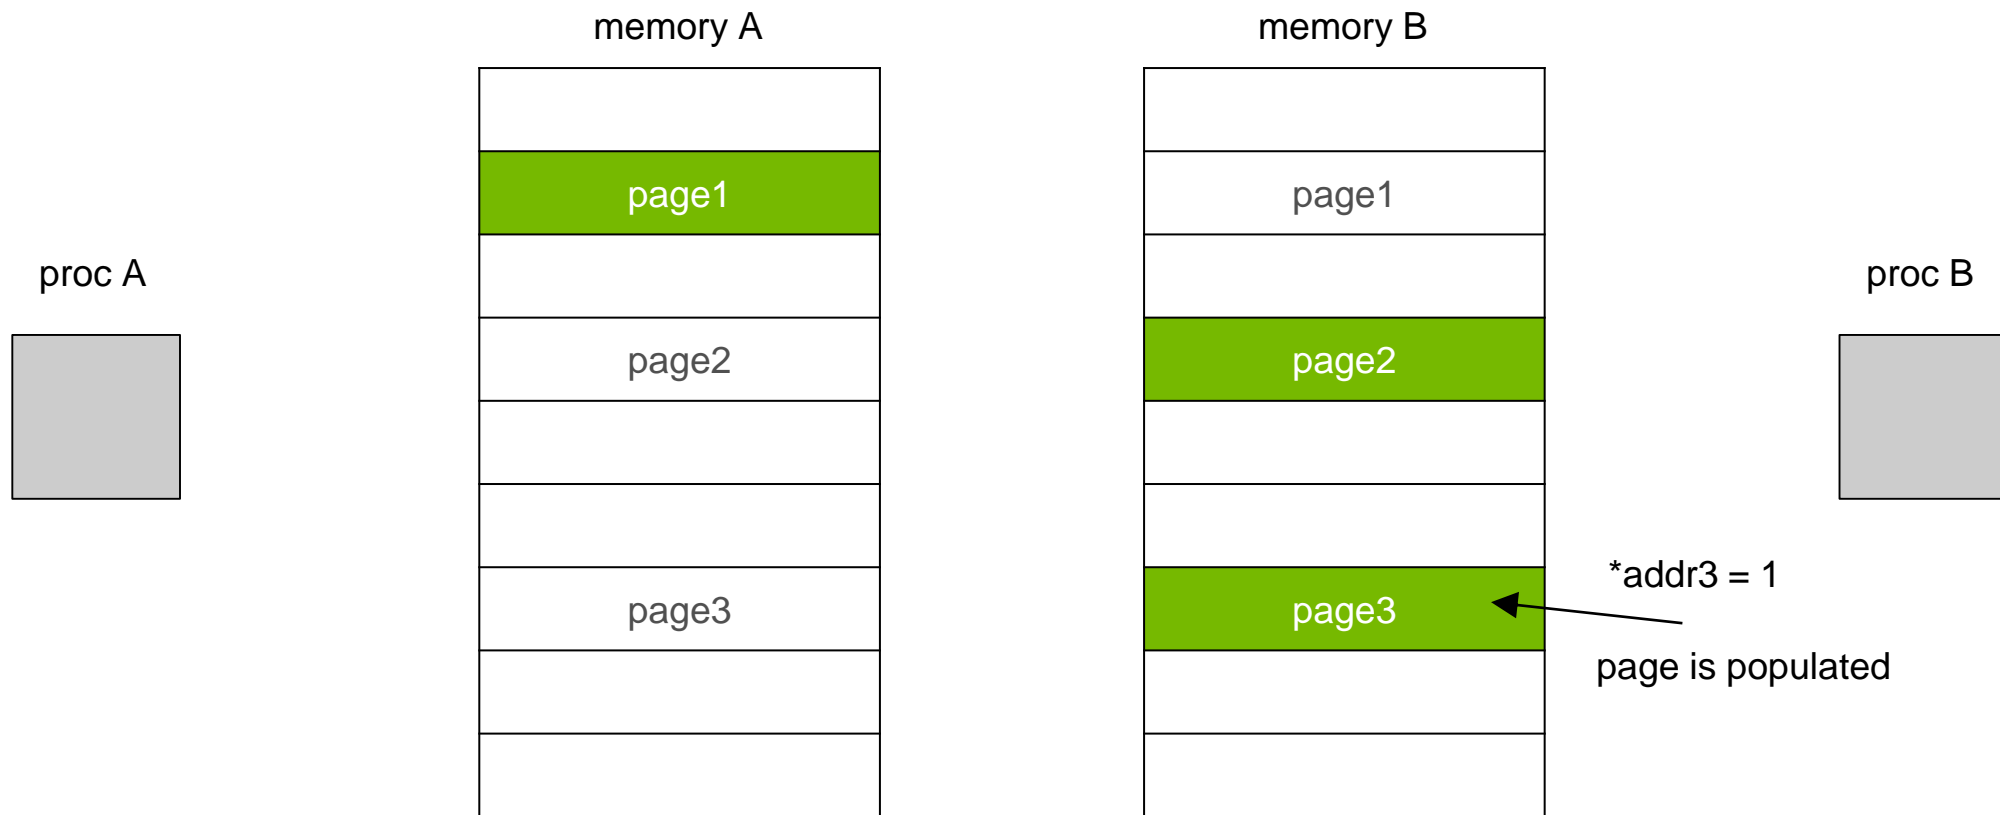 memory A
memory B
page1
page1
proc A
proc B
page2
page2
*addr3 = 1
page3
page3
page is populated